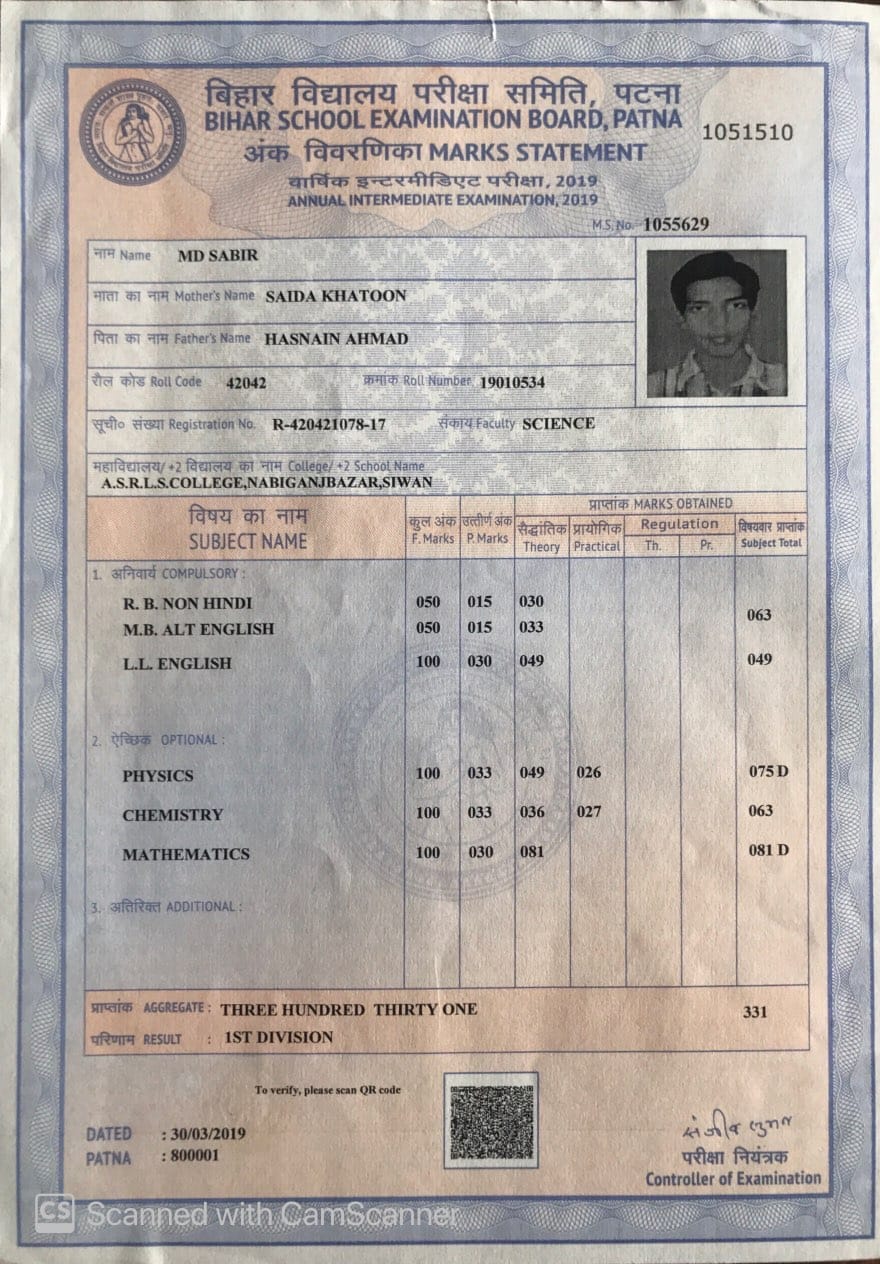 बिहार विद्यालय परीक्षा समिति, पटना
BIHAR SCHOOL EXAMINATION BOARD, PATNA
1051510
अंक विवरणिका MARKS STATEMENT
वार्षिक इन्टरमीडिएट परीक्षा, 2019
ANNUAL INTERMEDIATE EXAMINATION, 2019
M.S. No. 1055629
नाम Name MD SABIR
माता का नाम Mother's Name SAIDA KHATOON
पिता का नाम Father's Name HASNAIN AHMAD
रौल कोड Roll Code 42042 क्रमांक Roll Number 19010534
सूची० संख्या Registration No. R-420421078-17 संकाय Faculty SCIENCE
महाविद्यालय/ +2 विद्यालय का नाम College/ +2 School Name
A.S.R.L.S.COLLEGE,NABIGANJBAZAR,SIWAN
विषय का नाम कुल अंक उत्तीर्ण अंक प्राप्तांक MARKS OBTAINED
SUBJECT NAME F. Marks P. Marks सैद्धांतिक प्रायोगिक Regulation विषयवार प्राप्तांक
Theory Practical Th. Pr. Subject Total
1. अनिवार्य COMPULSORY :
R. B. NON HINDI 050 015 030
063
M.B. ALT ENGLISH 050 015 033
L.L. ENGLISH 100 030 049 049
2. ऐच्छिक OPTIONAL :
PHYSICS 100 033 049 026 075 D
CHEMISTRY 100 033 036 027 063
MATHEMATICS 100 030 081 081 D
3. अतिरिक्त ADDITIONAL :
प्राप्तांक AGGREGATE : THREE HUNDRED THIRTY ONE 331
परिणाम RESULT : 1ST DIVISION
To verify, please scan QR code
DATED : 30/03/2019
PATNA : 800001
परीक्षा नियंत्रक
Controller of Examination
CS Scanned with CamScanner